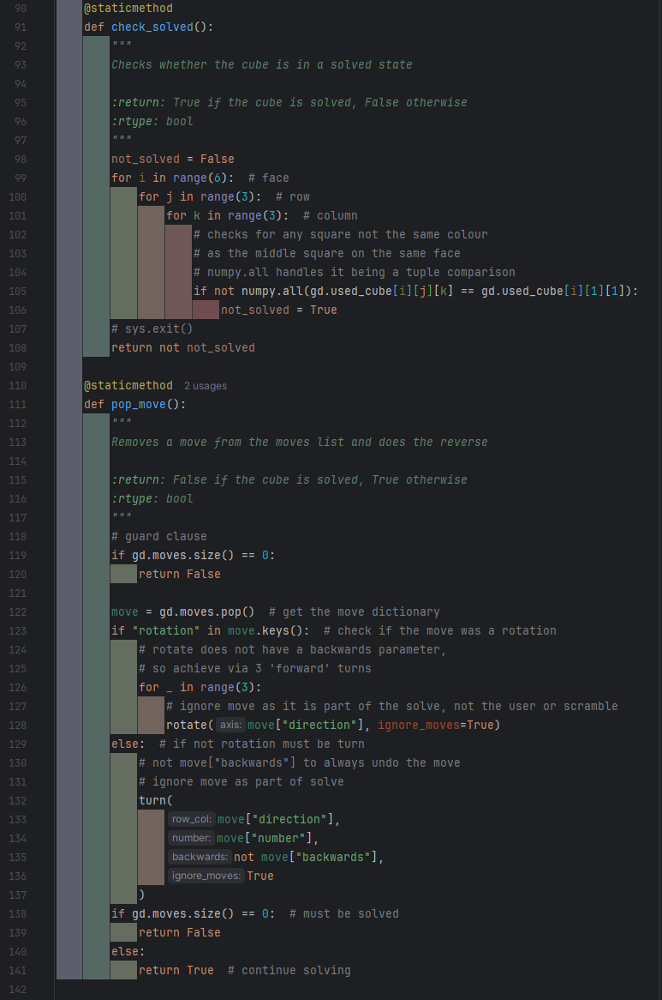 90 @staticmethod
91 def check_solved():
92 """
93 Checks whether the cube is in a solved state
94
95 :return: True if the cube is solved, False otherwise
96 :rtype: bool
97 """
98 not_solved = False
99 for i in range(6):  # face
100 for j in range(3):  # row
101 for k in range(3):  # column
102 # checks for any square not the same colour
103 # as the middle square on the same face
104 # numpy.all handles it being a tuple comparison
105 if not numpy.all(gd.used_cube[i][j][k] == gd.used_cube[i][1][1]):
106 not_solved = True
107 # sys.exit()
108 return not not_solved
109
110 @staticmethod  2 usages
111 def pop_move():
112 """
113 Removes a move from the moves list and does the reverse
114
115 :return: False if the cube is solved, True otherwise
116 :rtype: bool
117 """
118 # guard clause
119 if gd.moves.size() == 0:
120 return False
121
122 move = gd.moves.pop()  # get the move dictionary
123 if "rotation" in move.keys():  # check if the move was a rotation
124 # rotate does not have a backwards parameter,
125 # so achieve via 3 'forward' turns
126 for _ in range(3):
127 # ignore move as it is part of the solve, not the user or scramble
128 rotate( axis: move["direction"], ignore_moves=True)
129 else:  # if not rotation must be turn
130 # not move["backwards"] to always undo the move
131 # ignore move as part of solve
132 turn(
133 row_col: move["direction"],
134 number: move["number"],
135 backwards: not move["backwards"],
136 ignore_moves: True
137 )
138 if gd.moves.size() == 0:  # must be solved
139 return False
140 else:
141 return True  # continue solving
142